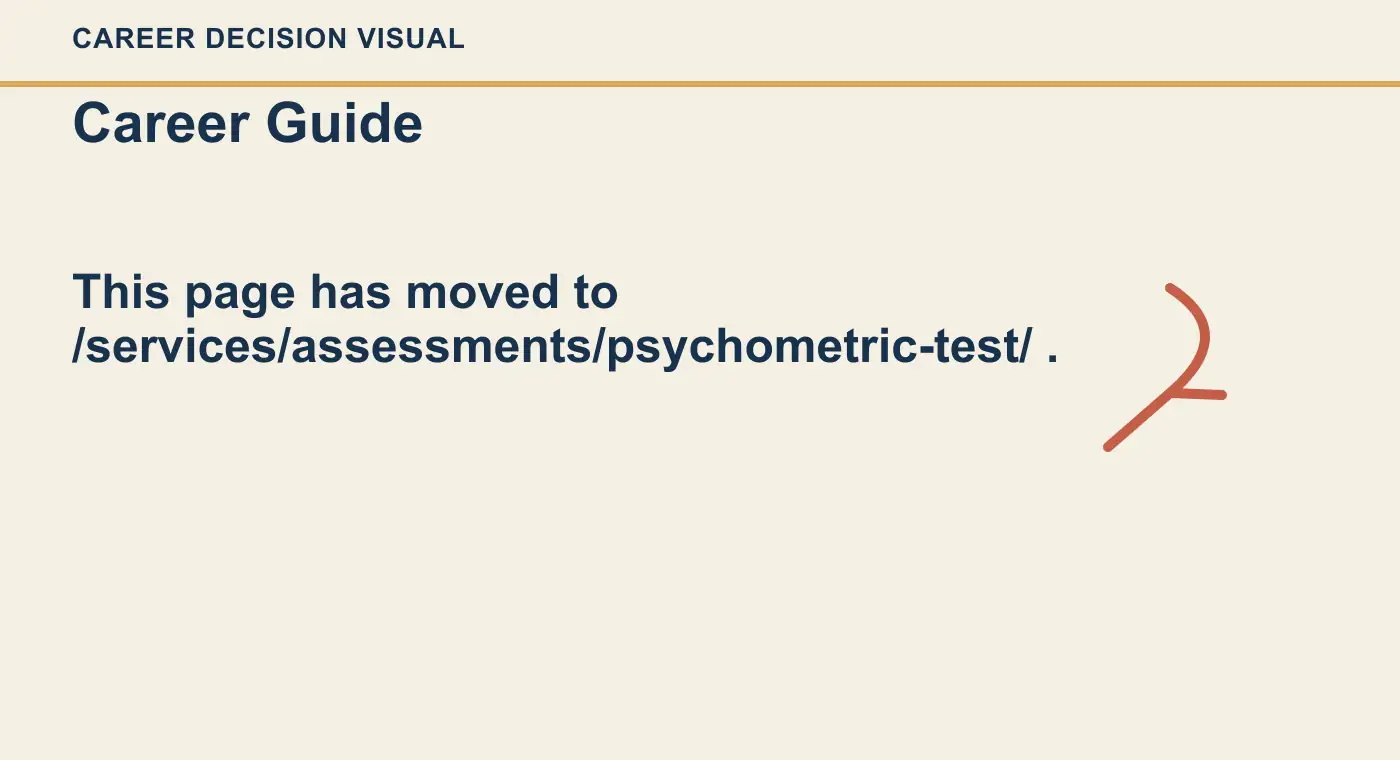 CAREER DECISION VISUAL
Career Guide
This page has moved to
/services/assessments/psychometric-test/ .